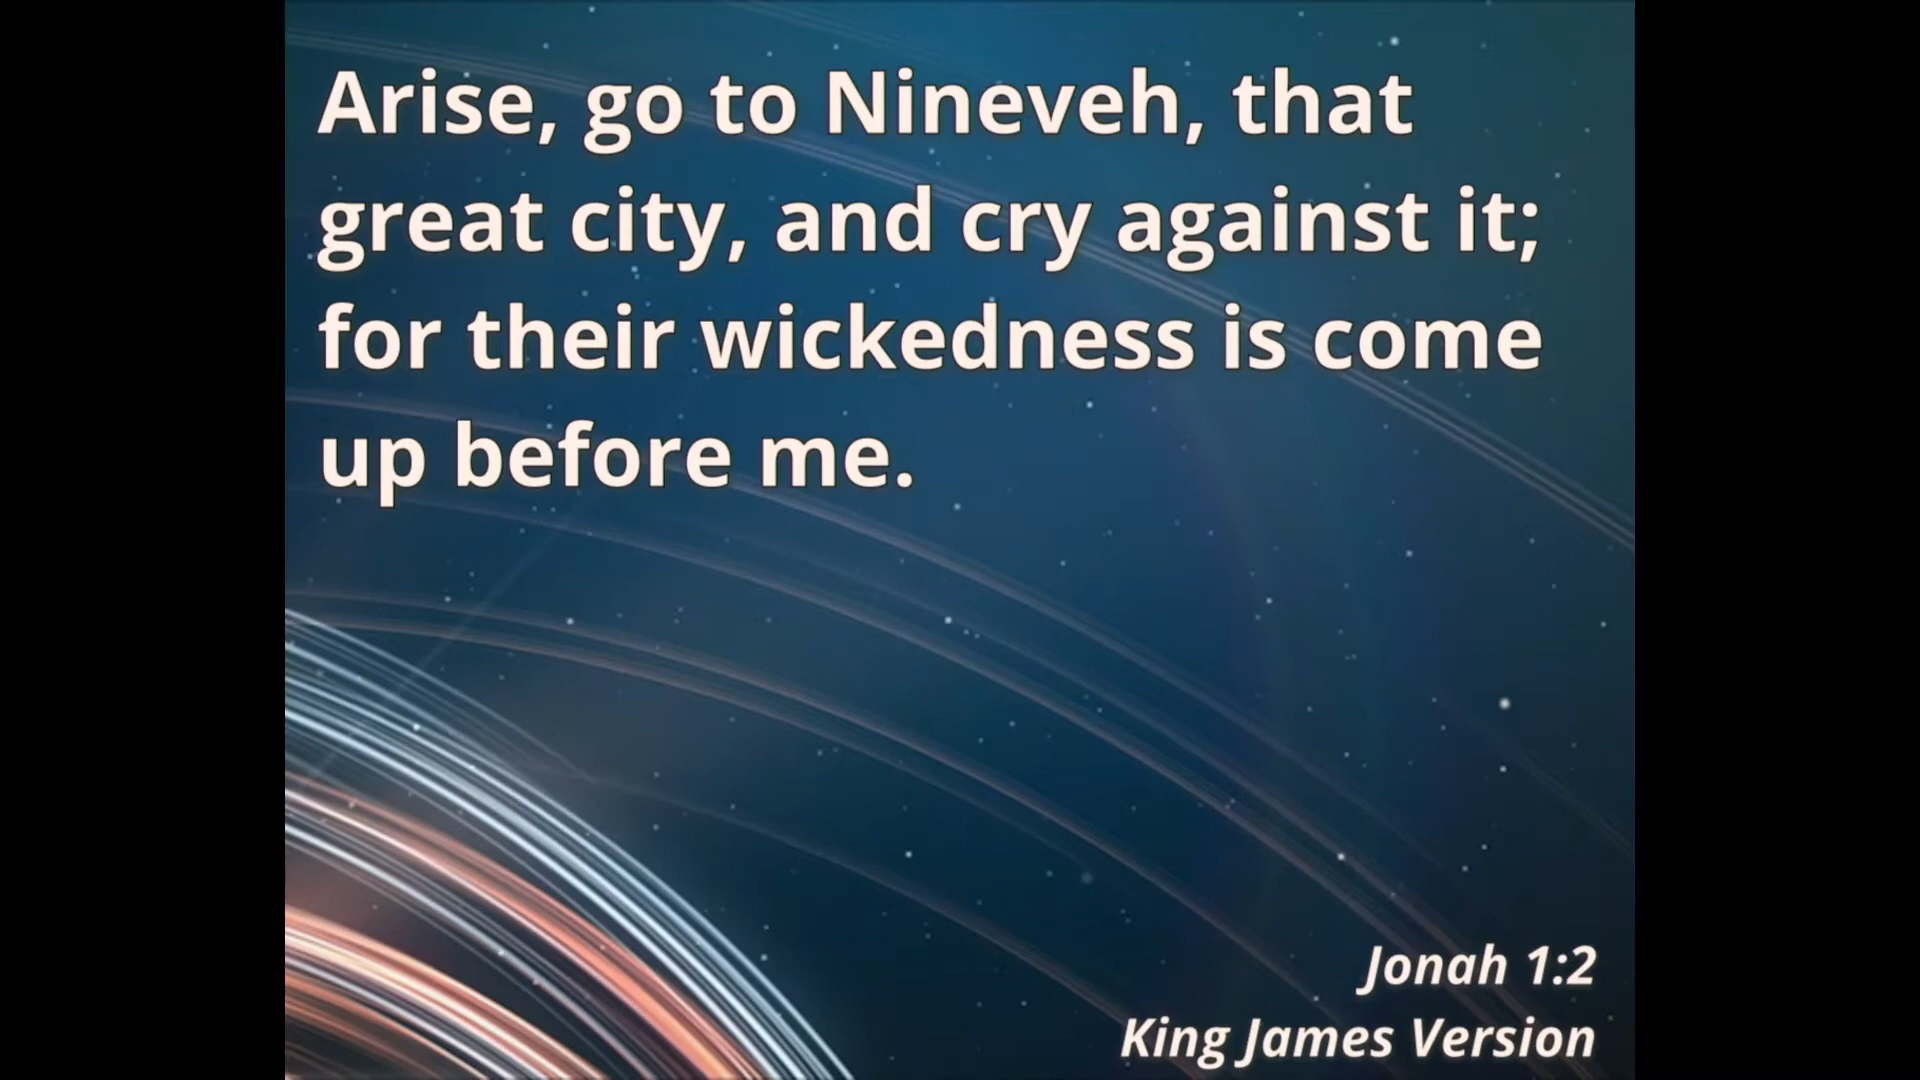 Arise, go to Nineveh, that
great city, and cry against it;
for their wickedness is come
up before me.
Jonah 1:2
King James Version